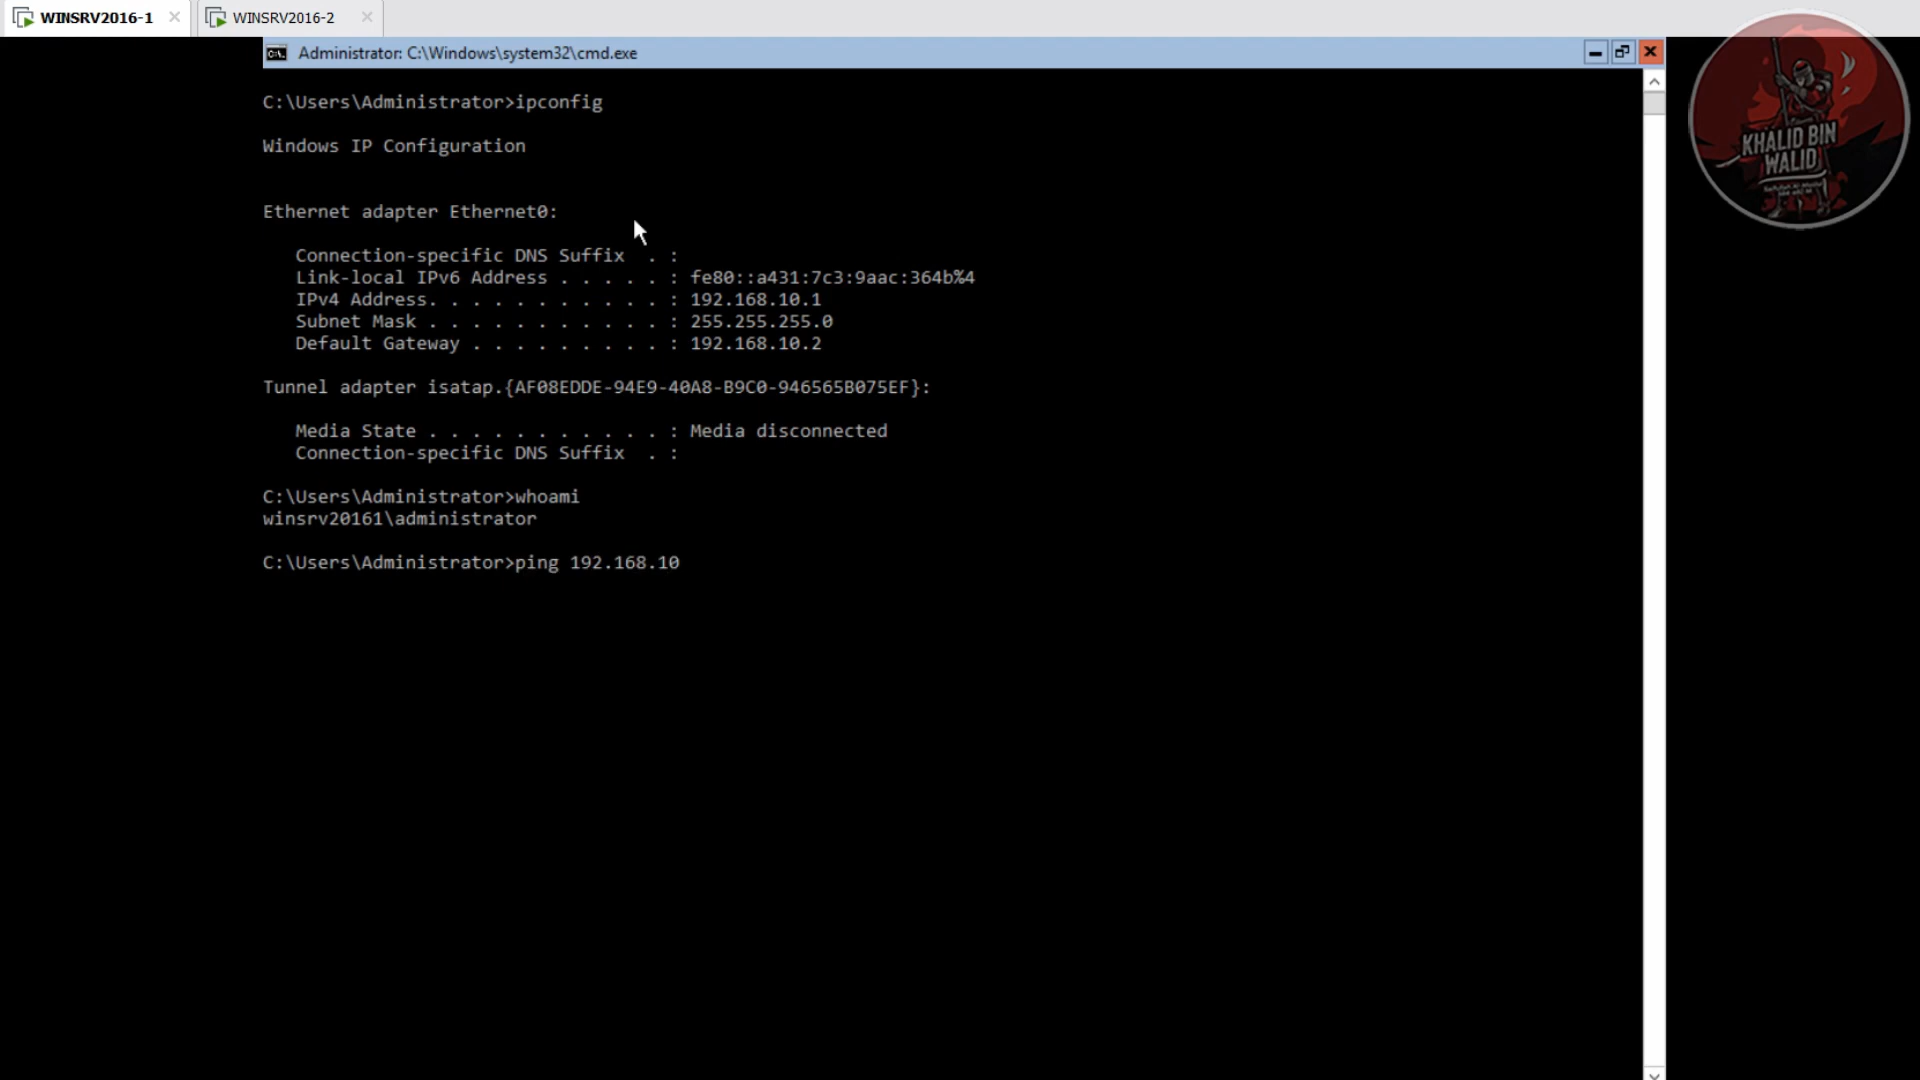 WINSRV2016-1
WINSRV2016-2
Administrator: C:\Windows\system32\cmd.exe
C:\Users\Administrator>ipconfig
Windows IP Configuration
Ethernet adapter Ethernet0:
Connection-specific DNS Suffix  . :
Link-local IPv6 Address . . . . . : fe80::a431:7c3:9aac:364b%4
IPv4 Address. . . . . . . . . . . : 192.168.10.1
Subnet Mask . . . . . . . . . . . : 255.255.255.0
Default Gateway . . . . . . . . . : 192.168.10.2
Tunnel adapter isatap.{AF08EDDE-94E9-40A8-B9C0-946565B075EF}:
Media State . . . . . . . . . . . : Media disconnected
Connection-specific DNS Suffix  . :
C:\Users\Administrator>whoami
winsrv20161\administrator
C:\Users\Administrator>ping 192.168.10
KHALID BIN
WALID